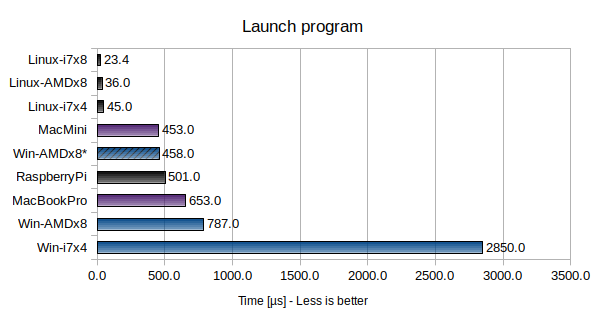 Launch program
Linux-i7x8 23.4
Linux-AMDx8 36.0
Linux-i7x4 45.0
MacMini 453.0
Win-AMDx8* 458.0
RaspberryPi 501.0
MacBookPro 653.0
Win-AMDx8 787.0
Win-i7x4 2850.0
0.0 500.0 1000.0 1500.0 2000.0 2500.0 3000.0 3500.0
Time [µs] - Less is better